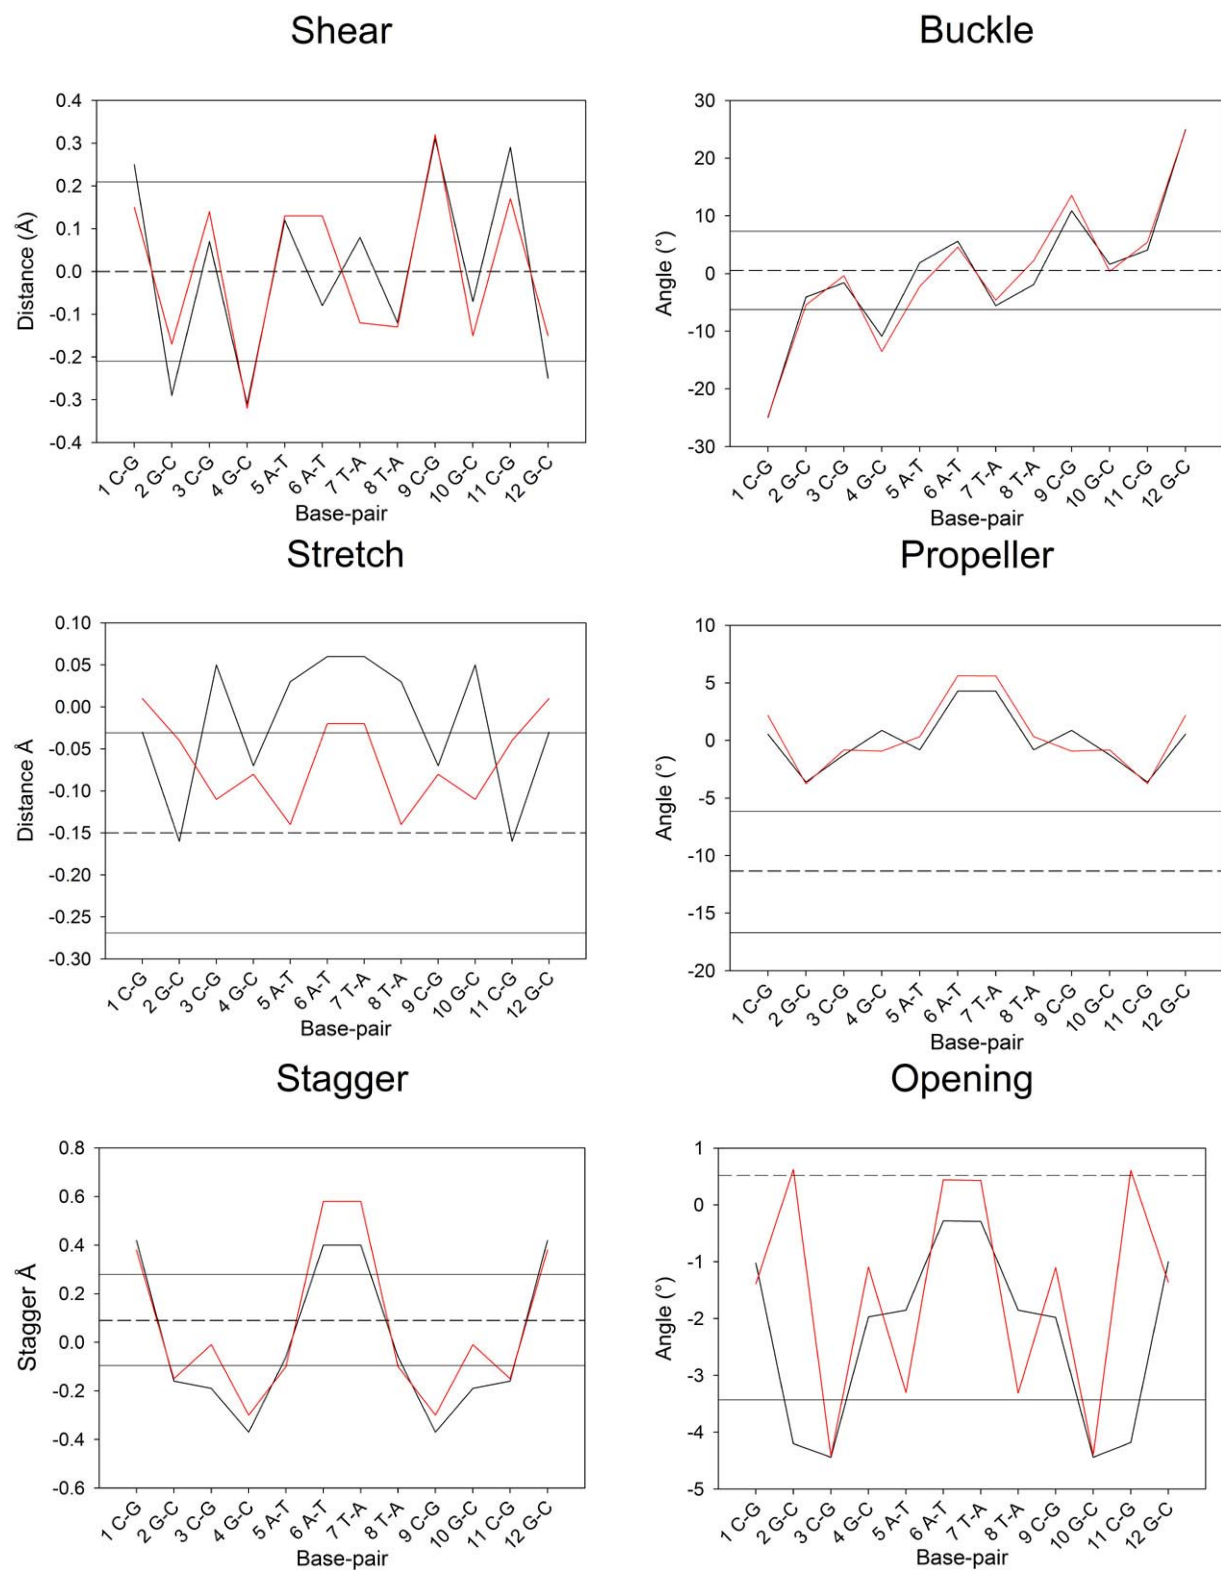 Shear
0.4
0.3
0.2
0.1
0.0
-0.1
-0.2
-0.3
-0.4
Distance (Å)
1 C-G
2 G-C
3 C-G
4 G-C
5 A-T
6 A-T
7 T-A
8 T-A
9 C-G
10 G-C
11 C-G
12 G-C
Base-pair
Buckle
30
20
10
0
-10
-20
-30
Angle (°)
1 C-G
2 G-C
3 C-G
4 G-C
5 A-T
6 A-T
7 T-A
8 T-A
9 C-G
10 G-C
11 C-G
12 G-C
Base-pair
Stretch
0.10
0.05
0.00
-0.05
-0.10
-0.15
-0.20
-0.25
-0.30
Distance Å
1 C-G
2 G-C
3 C-G
4 G-C
5 A-T
6 A-T
7 T-A
8 T-A
9 C-G
10 G-C
11 C-G
12 G-C
Base-pair
Propeller
10
5
0
-5
-10
-15
-20
Angle (°)
1 C-G
2 G-C
3 C-G
4 G-C
5 A-T
6 A-T
7 T-A
8 T-A
9 C-G
10 G-C
11 C-G
12 G-C
Base-pair
Stagger
0.8
0.6
0.4
0.2
0.0
-0.2
-0.4
-0.6
Stagger Å
1 C-G
2 G-C
3 C-G
4 G-C
5 A-T
6 A-T
7 T-A
8 T-A
9 C-G
10 G-C
11 C-G
12 G-C
Base-pair
Opening
1
0
-1
-2
-3
-4
-5
Angle (°)
1 C-G
2 G-C
3 C-G
4 G-C
5 A-T
6 A-T
7 T-A
8 T-A
9 C-G
10 G-C
11 C-G
12 G-C
Base-pair